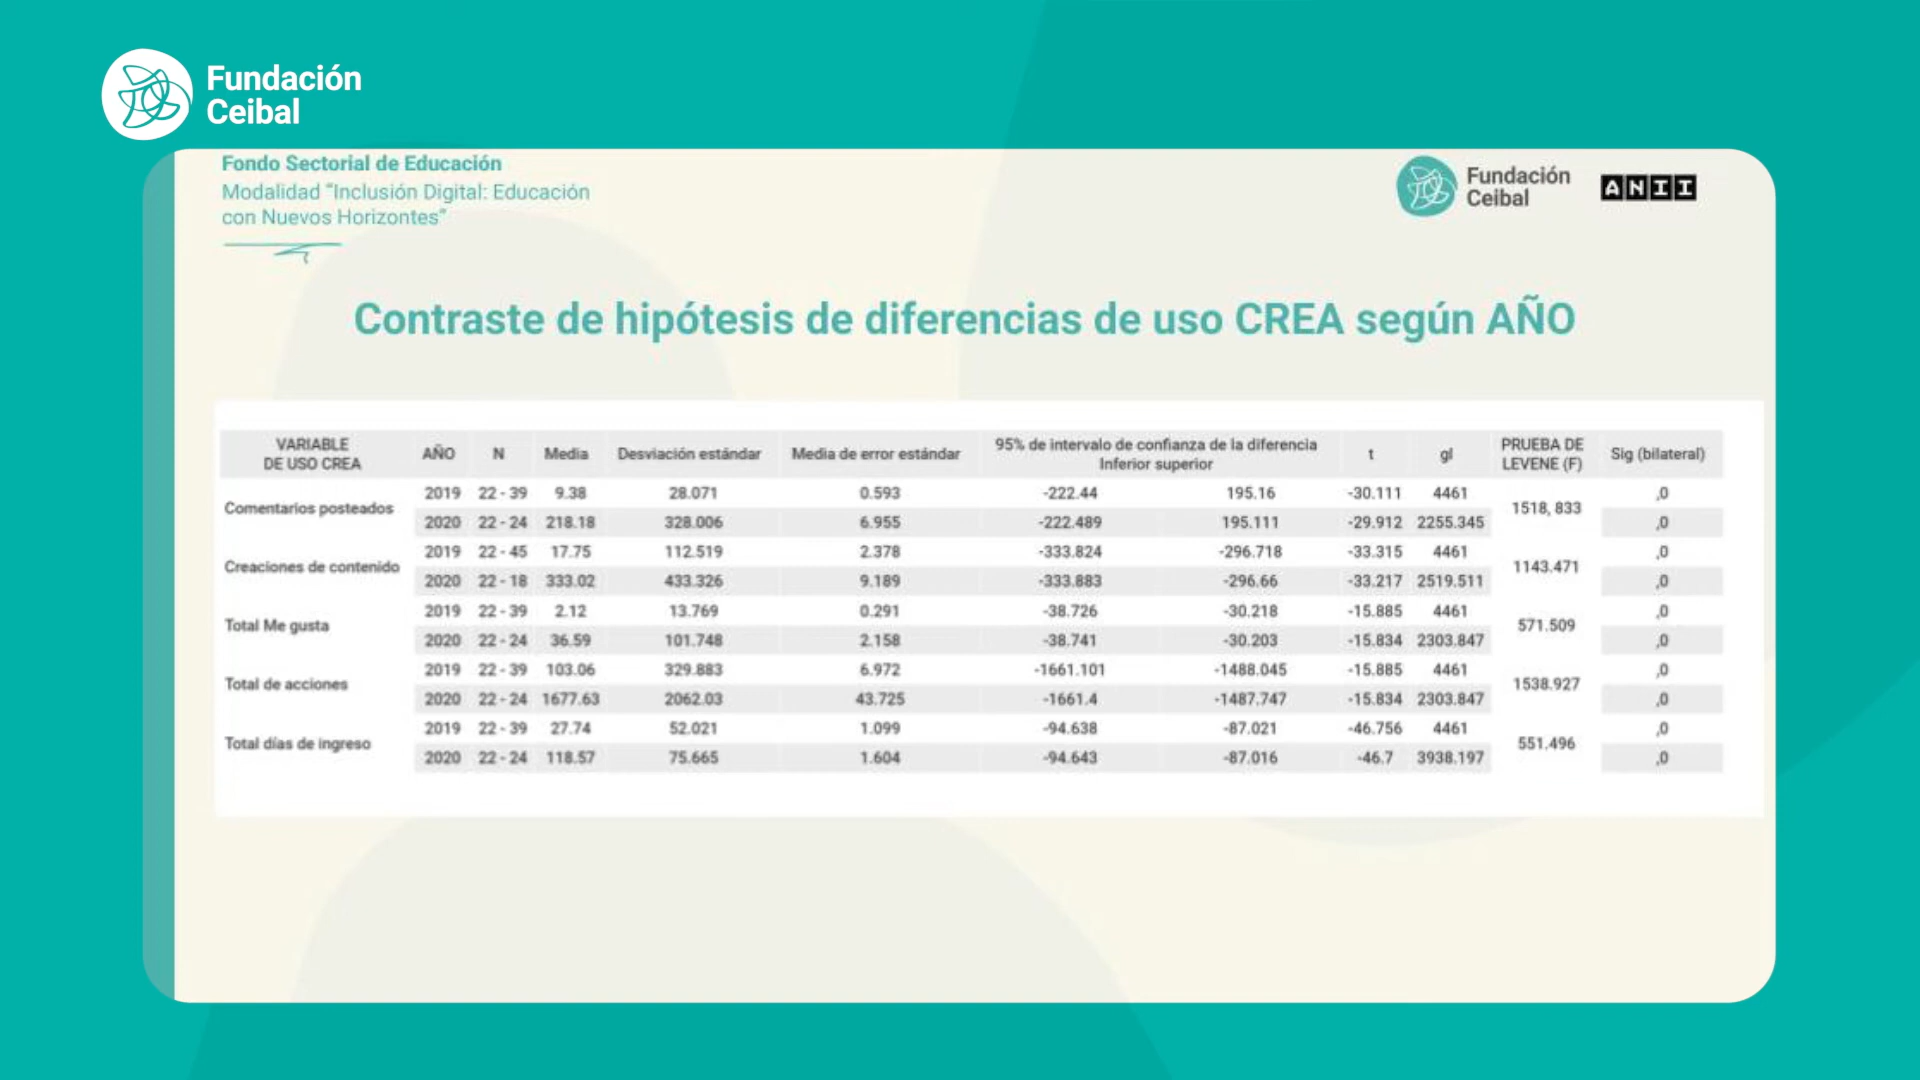 Fundación
Ceibal
Fondo Sectorial de Educación
Modalidad “Inclusión Digital: Educación
con Nuevos Horizontes”
Fundación
Ceibal
ANII
Contraste de hipótesis de diferencias de uso CREA según AÑO
VARIABLE DE USO CREA AÑO N Media Desviación estándar Media de error estándar 95% de intervalo de confianza de la diferencia Inferior superior t gl PRUEBA DE LEVENE (F) Sig (bilateral)
Comentarios posteados 2019 22 - 39 9.38 28.071 0.593 -222.44 195.16 -30.111 4461 1518, 833 ,0
2020 22 - 24 218.18 328.006 6.955 -222.489 195.111 -29.912 2255.345 ,0
Creaciones de contenido 2019 22 - 45 17.75 112.519 2.378 -333.824 -296.718 -33.315 4461 1143.471 ,0
2020 22 - 18 333.02 433.326 9.189 -333.883 -296.66 -33.217 2519.511 ,0
Total Me gusta 2019 22 - 39 2.12 13.769 0.291 -38.726 -30.218 -15.885 4461 571.509 ,0
2020 22 - 24 36.59 101.748 2.158 -38.741 -30.203 -15.834 2303.847 ,0
Total de acciones 2019 22 - 39 103.06 329.883 6.972 -1661.101 -1488.045 -15.885 4461 1538.927 ,0
2020 22 - 24 1677.63 2062.03 43.725 -1661.4 -1487.747 -15.834 2303.847 ,0
Total días de ingreso 2019 22 - 39 27.74 52.021 1.099 -94.638 -87.021 -46.756 4461 551.496 ,0
2020 22 - 24 118.57 75.665 1.604 -94.643 -87.016 -46.7 3938.197 ,0